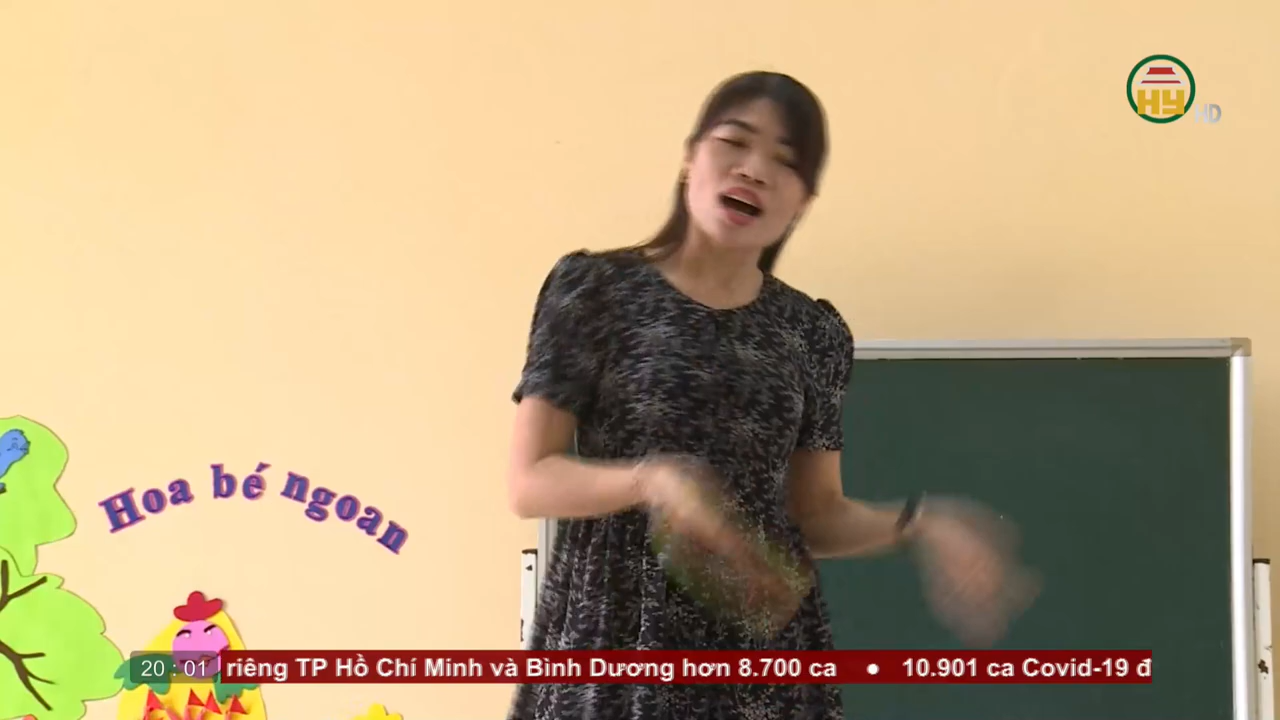 HY HD
Hoa bé ngoan
20 : 01 riêng TP Hồ Chí Minh và Bình Dương hơn 8.700 ca • 10.901 ca Covid-19 đ